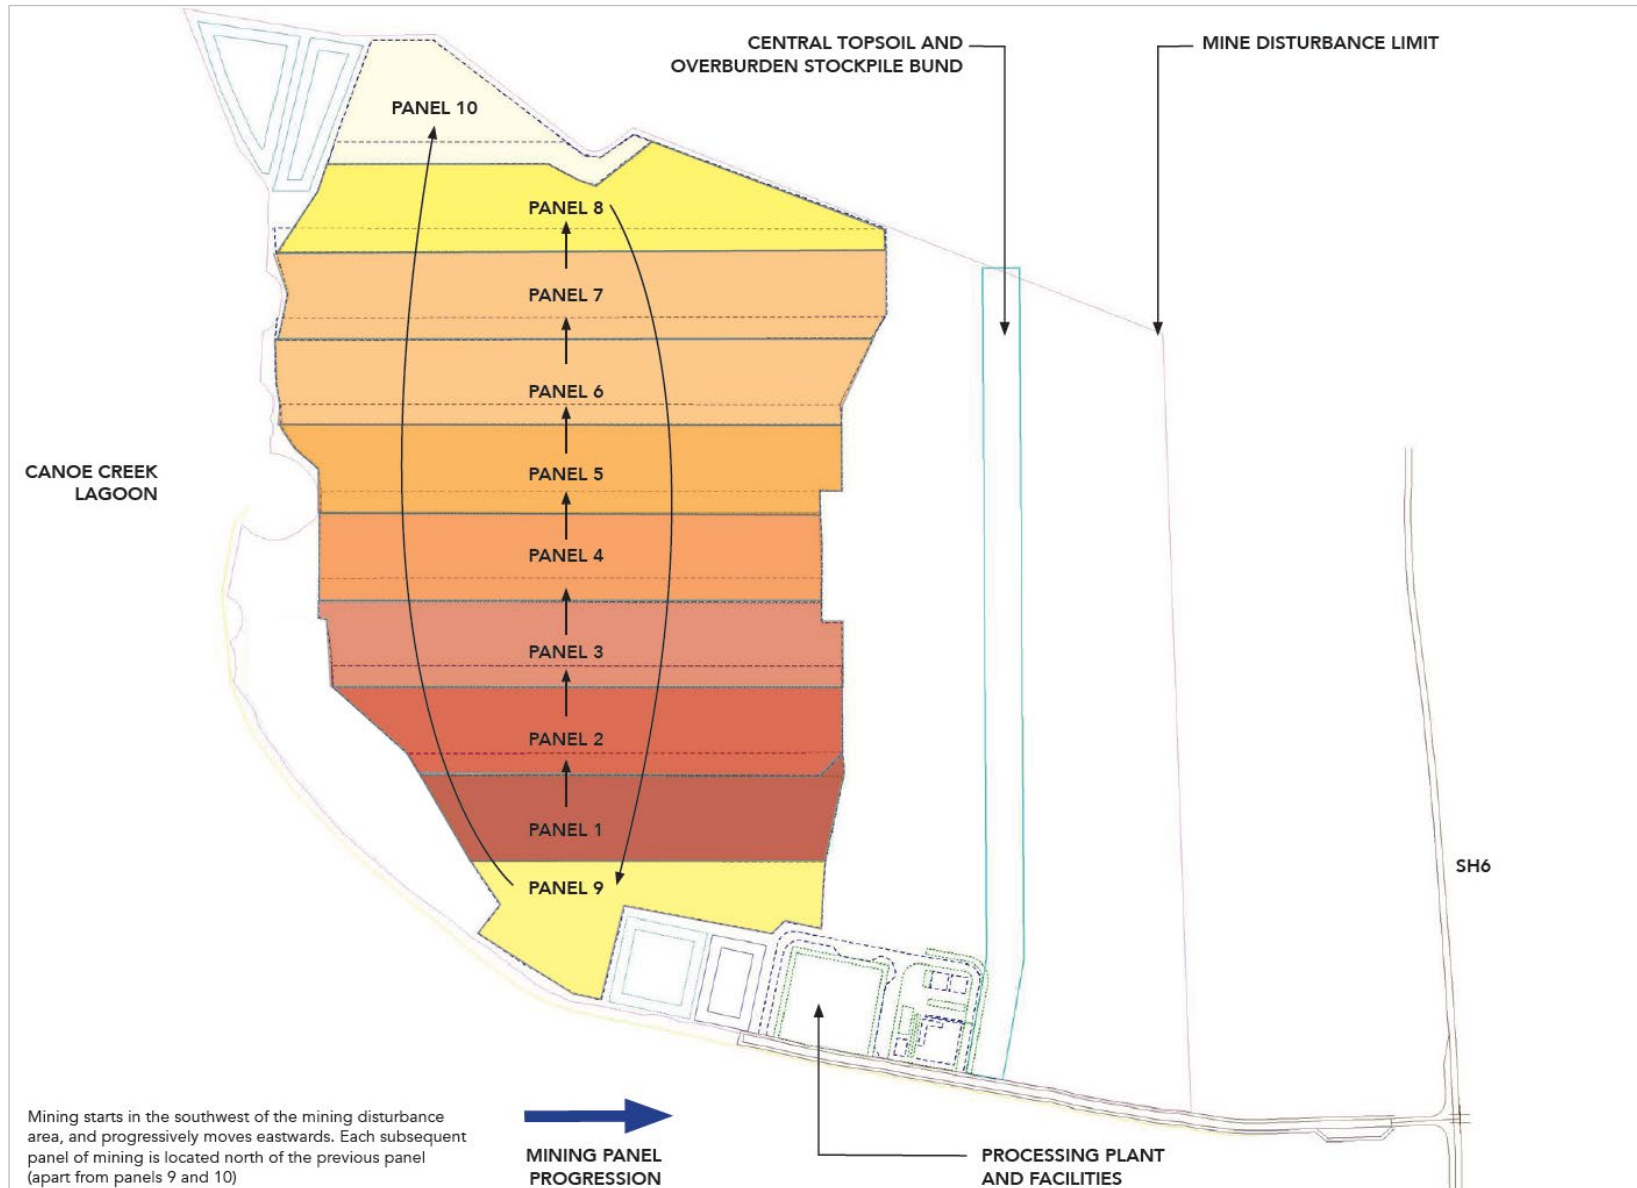 CENTRAL TOPSOIL AND
OVERBURDEN STOCKPILE BUND
MINE DISTURBANCE LIMIT
PANEL 10
PANEL 8
PANEL 7
PANEL 6
CANOE CREEK
LAGOON
PANEL 5
PANEL 4
PANEL 3
PANEL 2
PANEL 1
SH6
PANEL 9
Mining starts in the southwest of the mining disturbance
area, and progressively moves eastwards. Each subsequent
panel of mining is located north of the previous panel
(apart from panels 9 and 10)
MINING PANEL
PROGRESSION
PROCESSING PLANT
AND FACILITIES